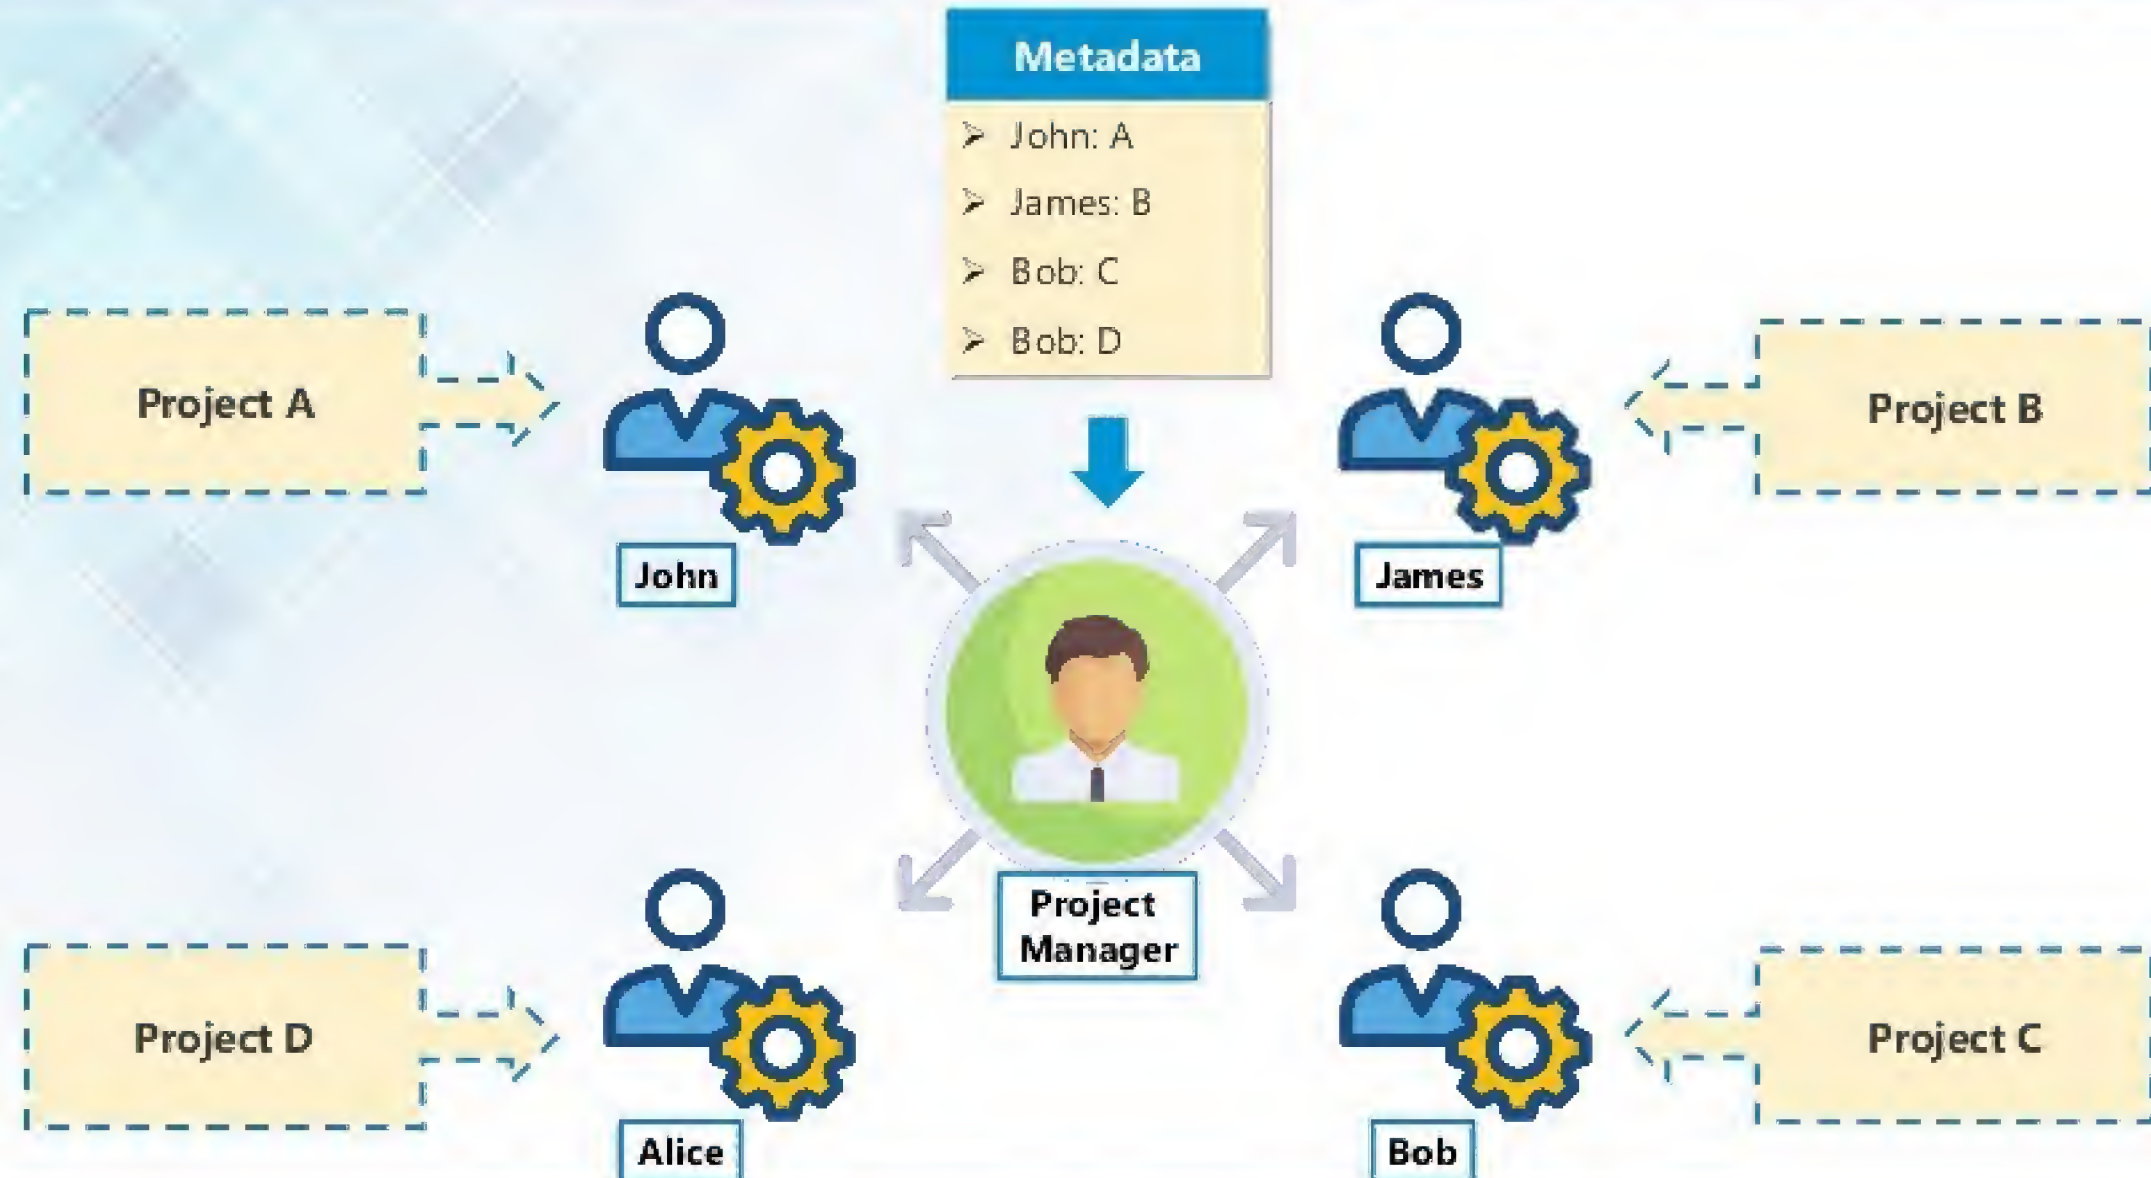 Metadata
➢ John: A
➢ James: B
➢ Bob: C
➢ Bob: D
Project A
Project B
John
James
Project
Manager
Project D
Project C
Alice
Bob